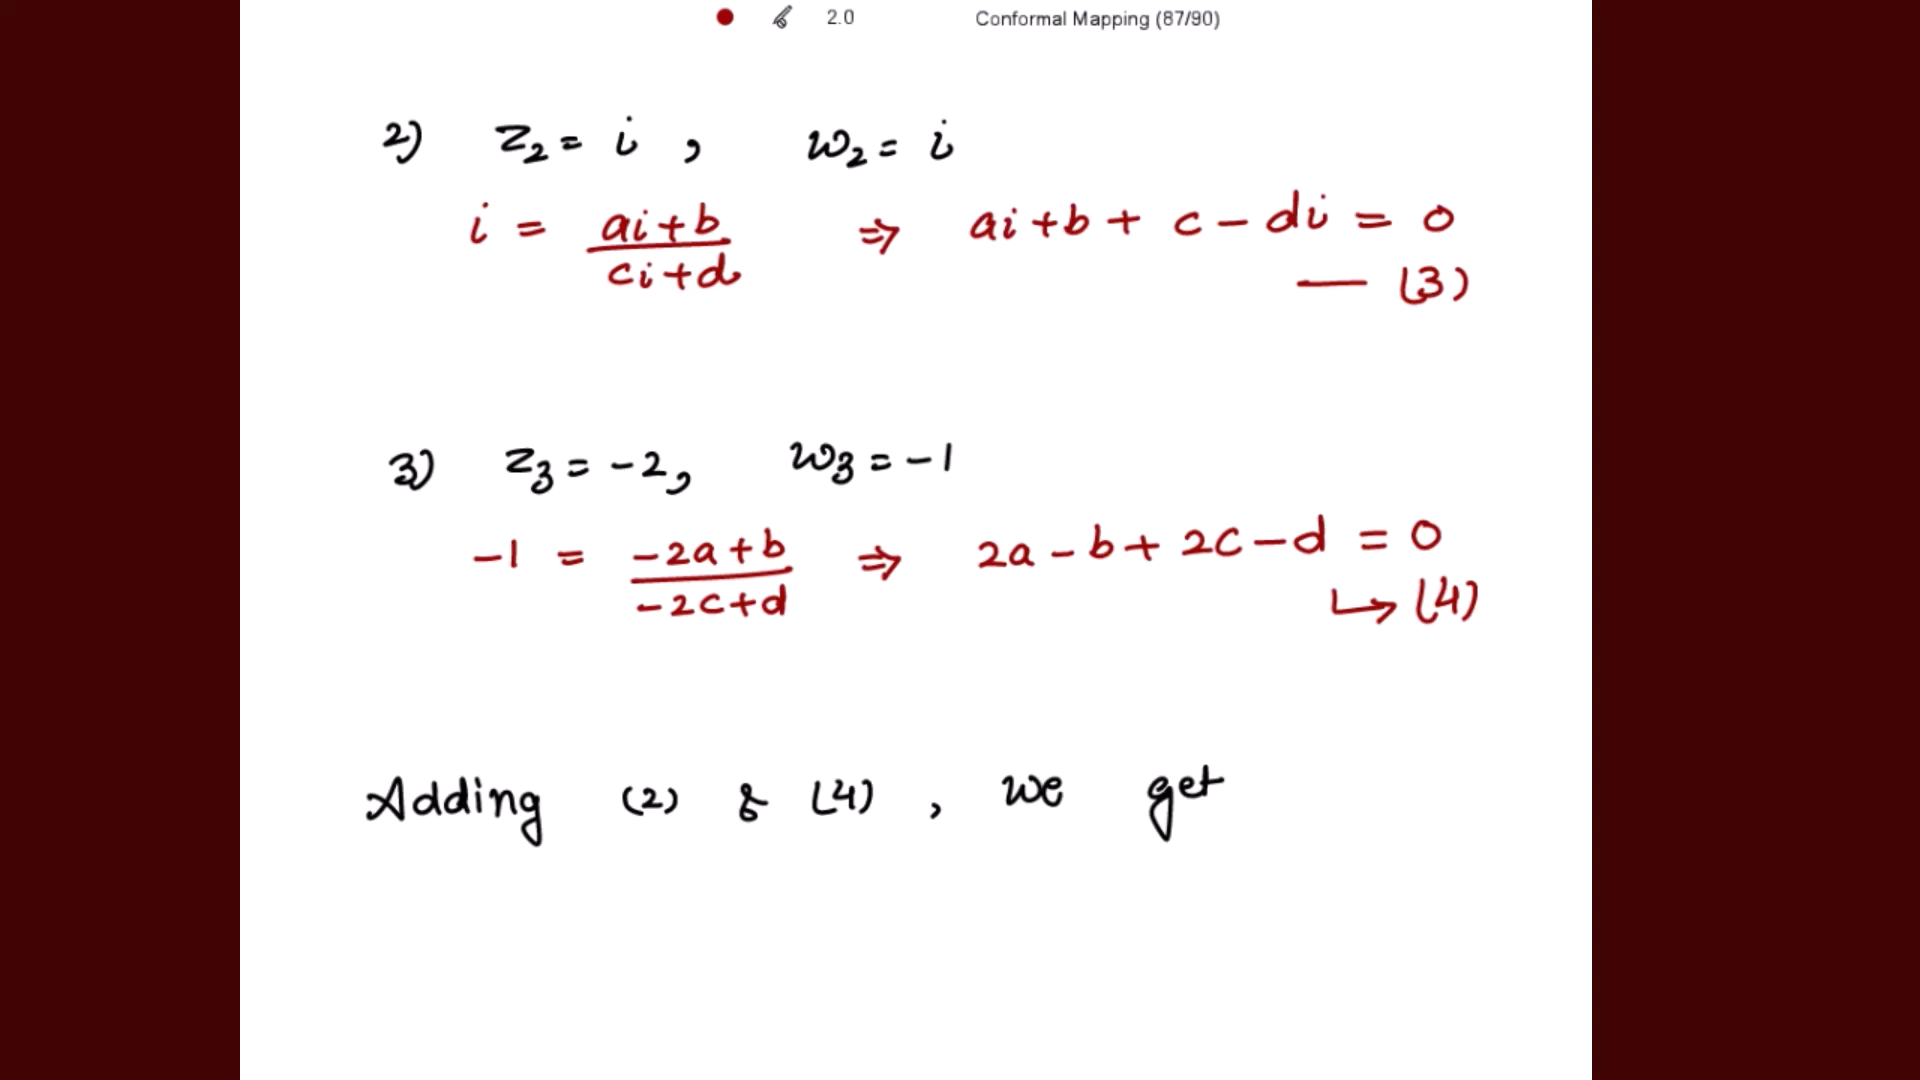 2.0 Conformal Mapping (87/90)
2) z₂ = i , w₂ = i
i = (ai+b)/(ci+d) ⇒ ai+b + c − di = 0
— (3)
3) z₃ = −2, w₃ = −1
−1 = (−2a+b)/(−2c+d) ⇒ 2a − b + 2c − d = 0
↳ (4)
Adding (2) & (4) , we get